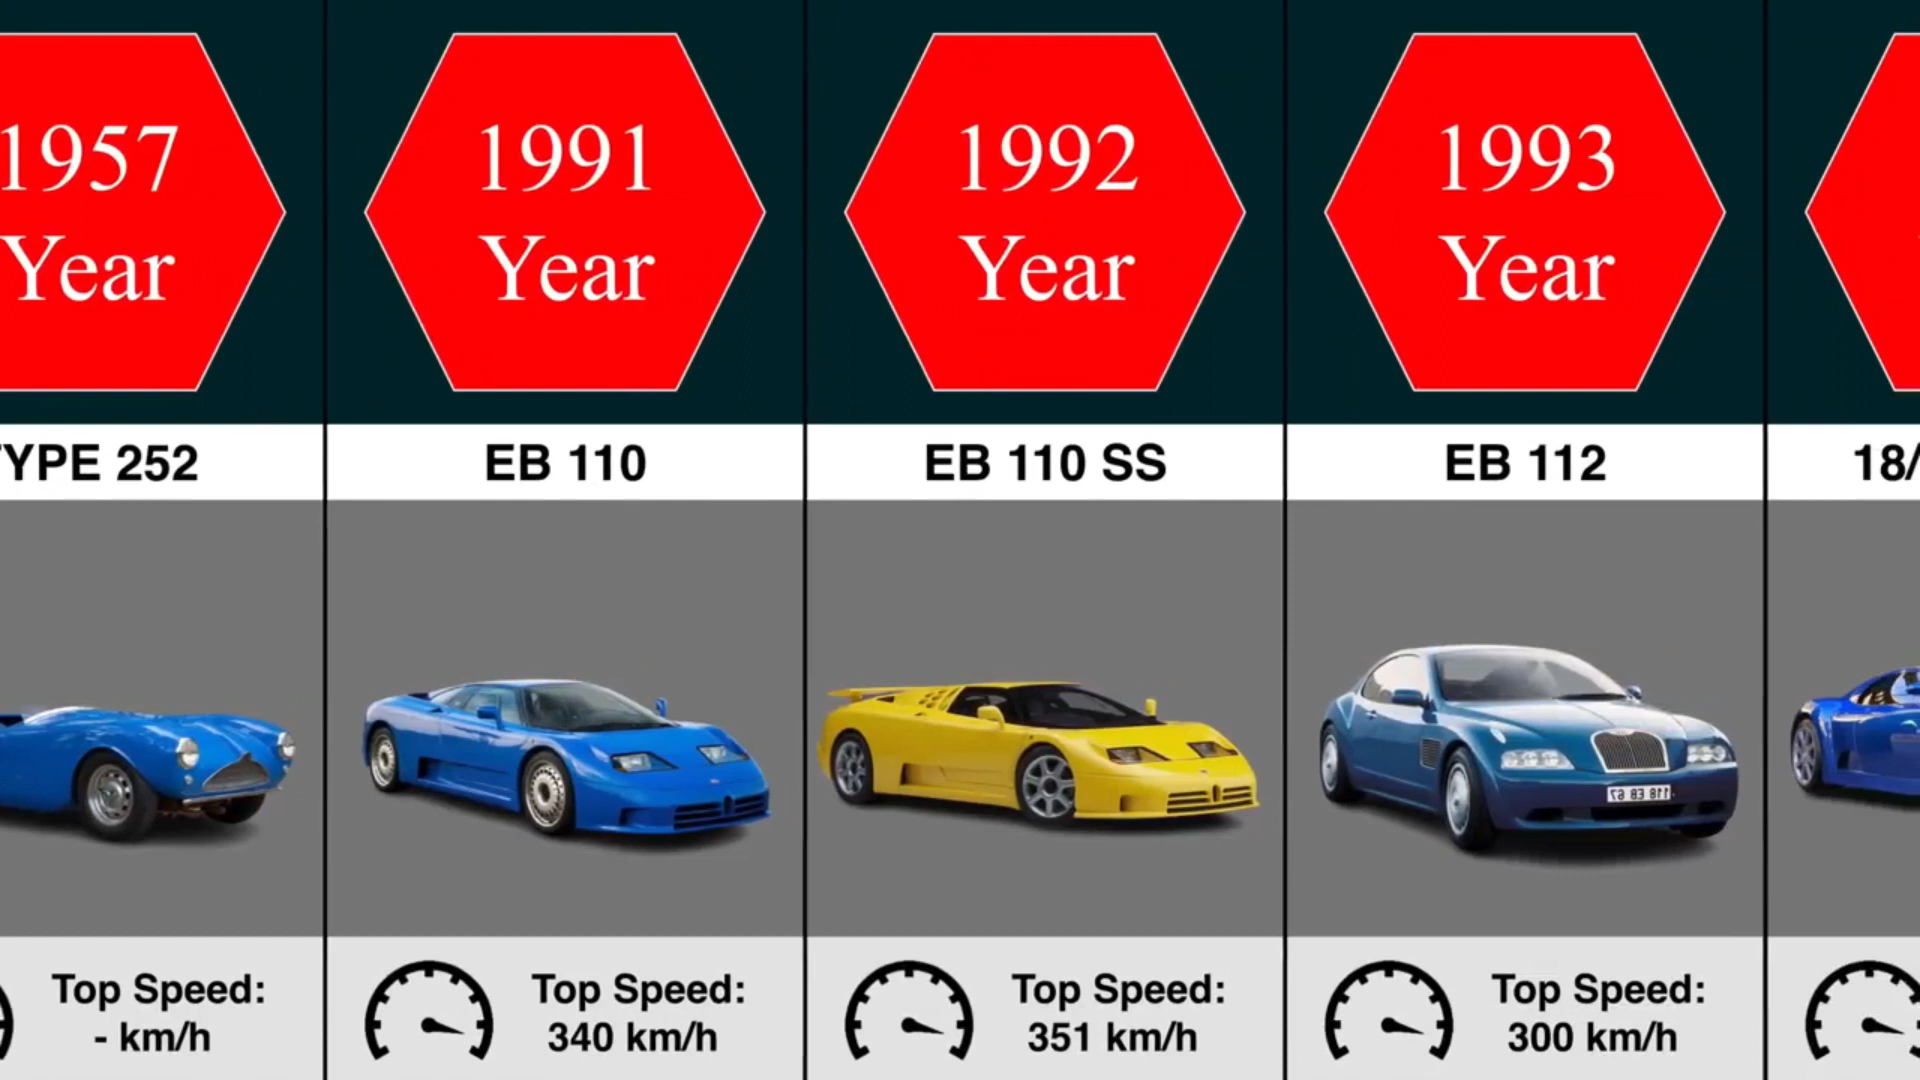 1957
Year
1991
Year
1992
Year
1993
Year
YPE 252
EB 110
EB 110 SS
EB 112
18/
Top Speed:
- km/h
Top Speed:
340 km/h
Top Speed:
351 km/h
Top Speed:
300 km/h